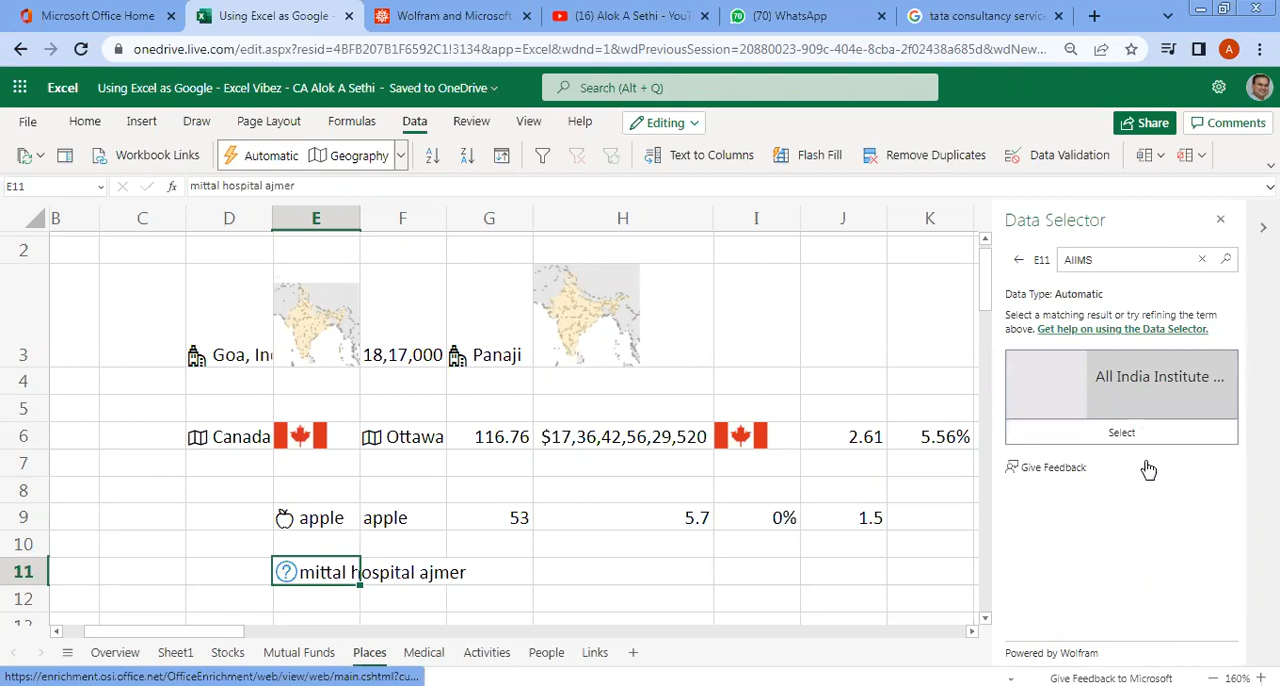 Microsoft Office Home
Using Excel as Google -
Wolfram and Microsoft
(16) Alok A Sethi - YouT
(70) WhatsApp
tata consultancy service
onedrive.live.com/edit.aspx?resid=4BFB207B1F6592C1!3134&app=Excel&wdnd=1&wdPreviousSession=20880023-909c-404e-8cba-2f02438a685d&wdNew...
A
Excel
Using Excel as Google - Excel Vibez - CA Alok A Sethi - Saved to OneDrive
Search (Alt + Q)
File Home Insert Draw Page Layout Formulas Data Review View Help Editing Share Comments
Workbook Links Automatic Geography Text to Columns Flash Fill Remove Duplicates Data Validation
E11 fx mittal hospital ajmer
B C D E F G H I J K
2
3 Goa, Inc 18,17,000 Panaji
4
5
6 Canada Ottawa 116.76 $17,36,42,56,29,520 2.61 5.56%
7
8
9 apple apple 53 5.7 0% 1.5
10
11 mittal hospital ajmer
12
Data Selector
E11 AIIMS
Data Type: Automatic
Select a matching result or try refining the term
above. Get help on using the Data Selector.
All India Institute ...
Select
Give Feedback
Powered by Wolfram
Overview Sheet1 Stocks Mutual Funds Places Medical Activities People Links
https://enrichment.osi.office.net/OfficeEnrichment/web/view/web/main.cshtml?cu...
Give Feedback to Microsoft 160%